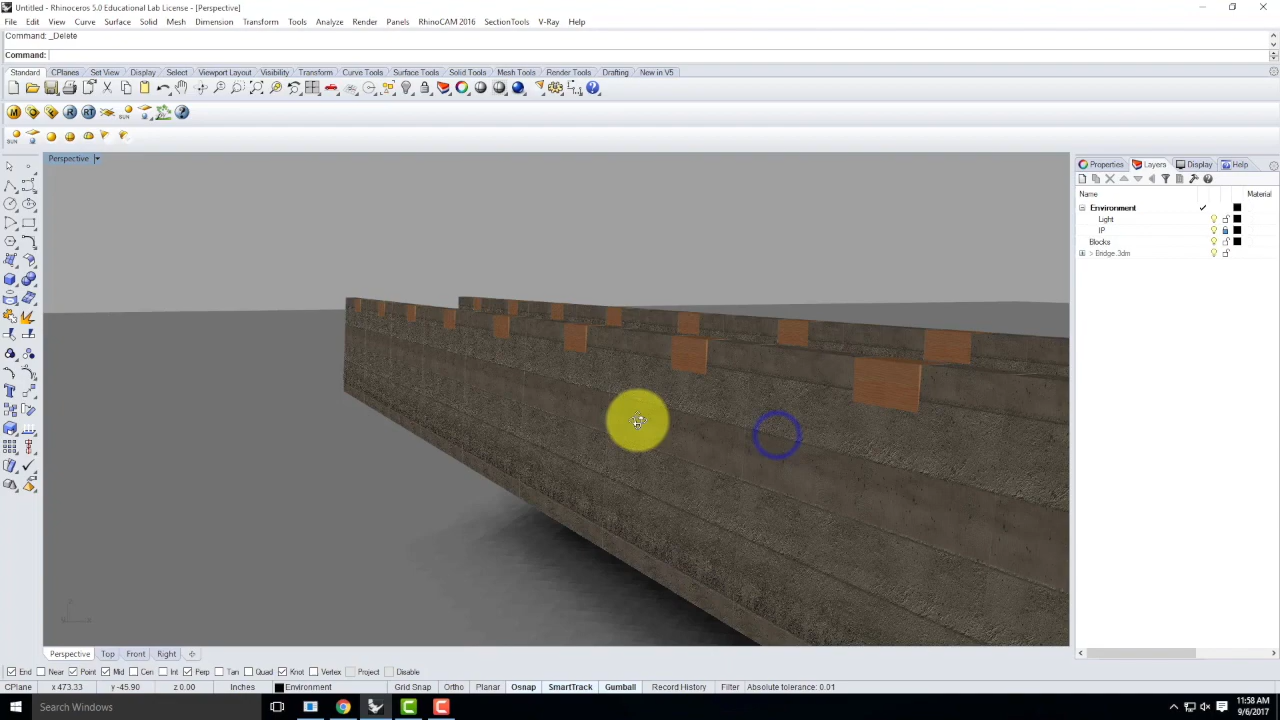 Untitled - Rhinoceros 5.0 Educational Lab License - [Perspective]
File Edit View Curve Surface Solid Mesh Dimension Transform Tools Analyze Render Panels RhinoCAM 2016 SectionTools V-Ray Help
Command: _Delete
Command:
Standard CPlanes Set View Display Select Viewport Layout Visibility Transform Curve Tools Surface Tools Solid Tools Mesh Tools Render Tools Drafting New in V5
M R RT
SUN
SUN
Perspective
Properties Layers Display Help
Name Material
Environment
Light
IP
Blocks
> Bridge.3dm
Perspective Top Front Right
End Near Point Mid Cen Int Perp Tan Quad Knot Vertex Project Disable
CPlane x 473.33 y -45.90 z 0.00 Inches Environment Grid Snap Ortho Planar Osnap SmartTrack Gumball Record History Filter Absolute tolerance: 0.01
Search Windows
11:58 AM
9/6/2017